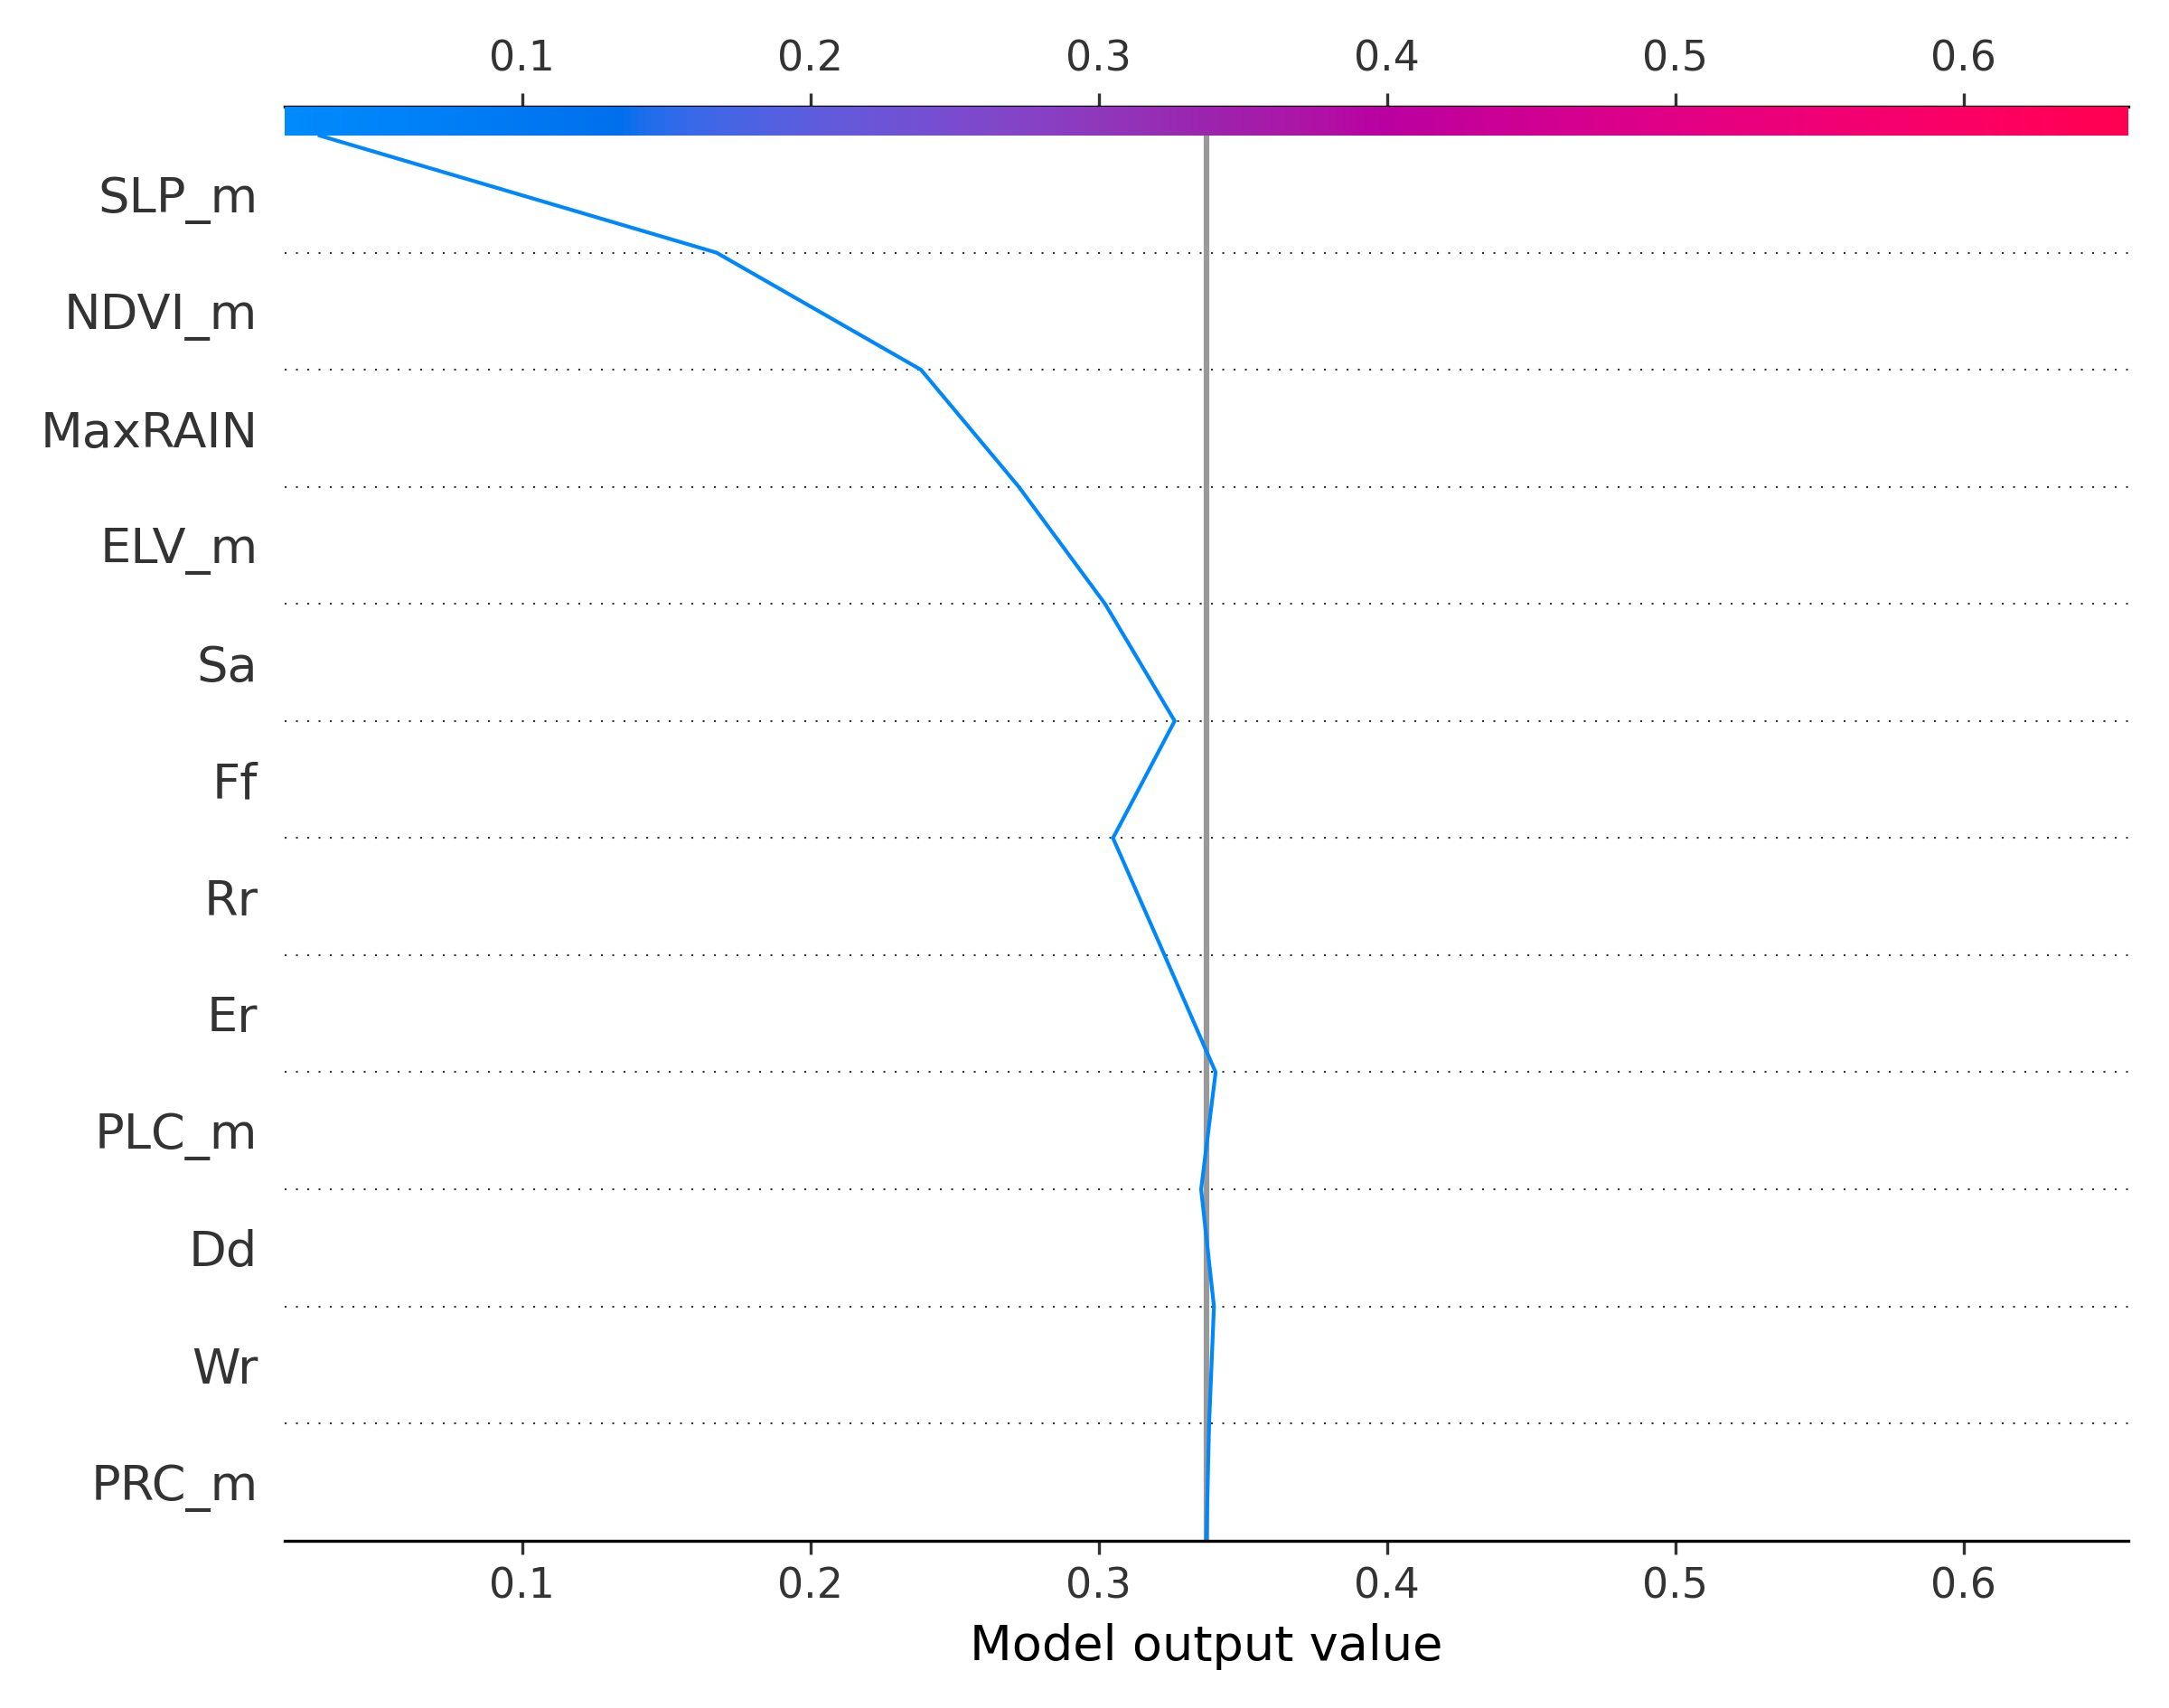 0.1 0.2 0.3 0.4 0.5 0.6
SLP_m
NDVI_m
MaxRAIN
ELV_m
Sa
Ff
Rr
Er
PLC_m
Dd
Wr
PRC_m
0.1 0.2 0.3 0.4 0.5 0.6
Model output value